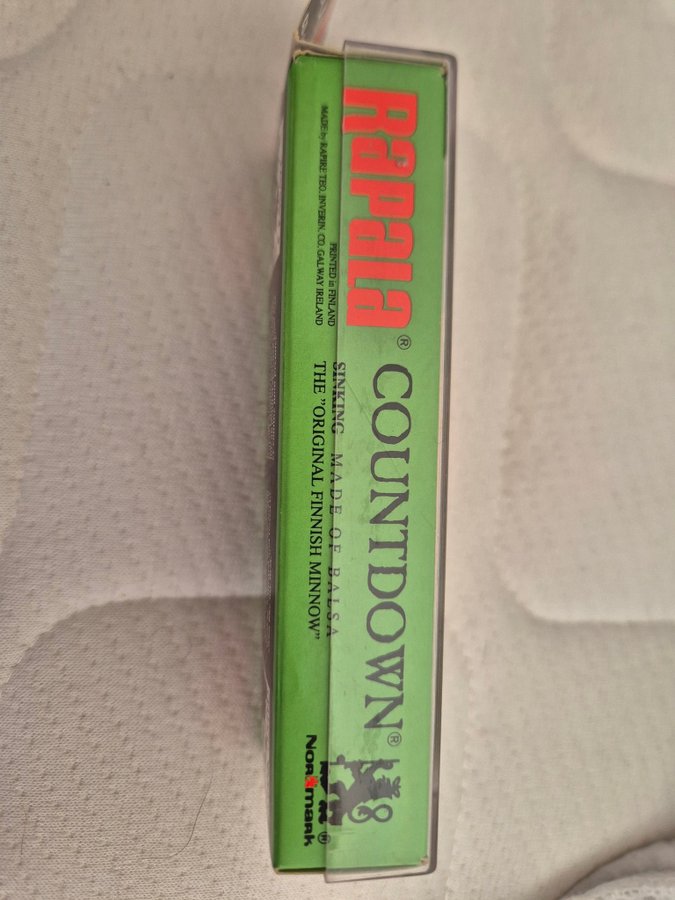 RapaLa® COUNTDOWN®
SINKING MADE OF BALSA
THE "ORIGINAL FINNISH MINNOW"
PRINTED in FINLAND
MADE by RAPIRE TEO. INVERIN. CO. GALWAY IRELAND
®
NORmark